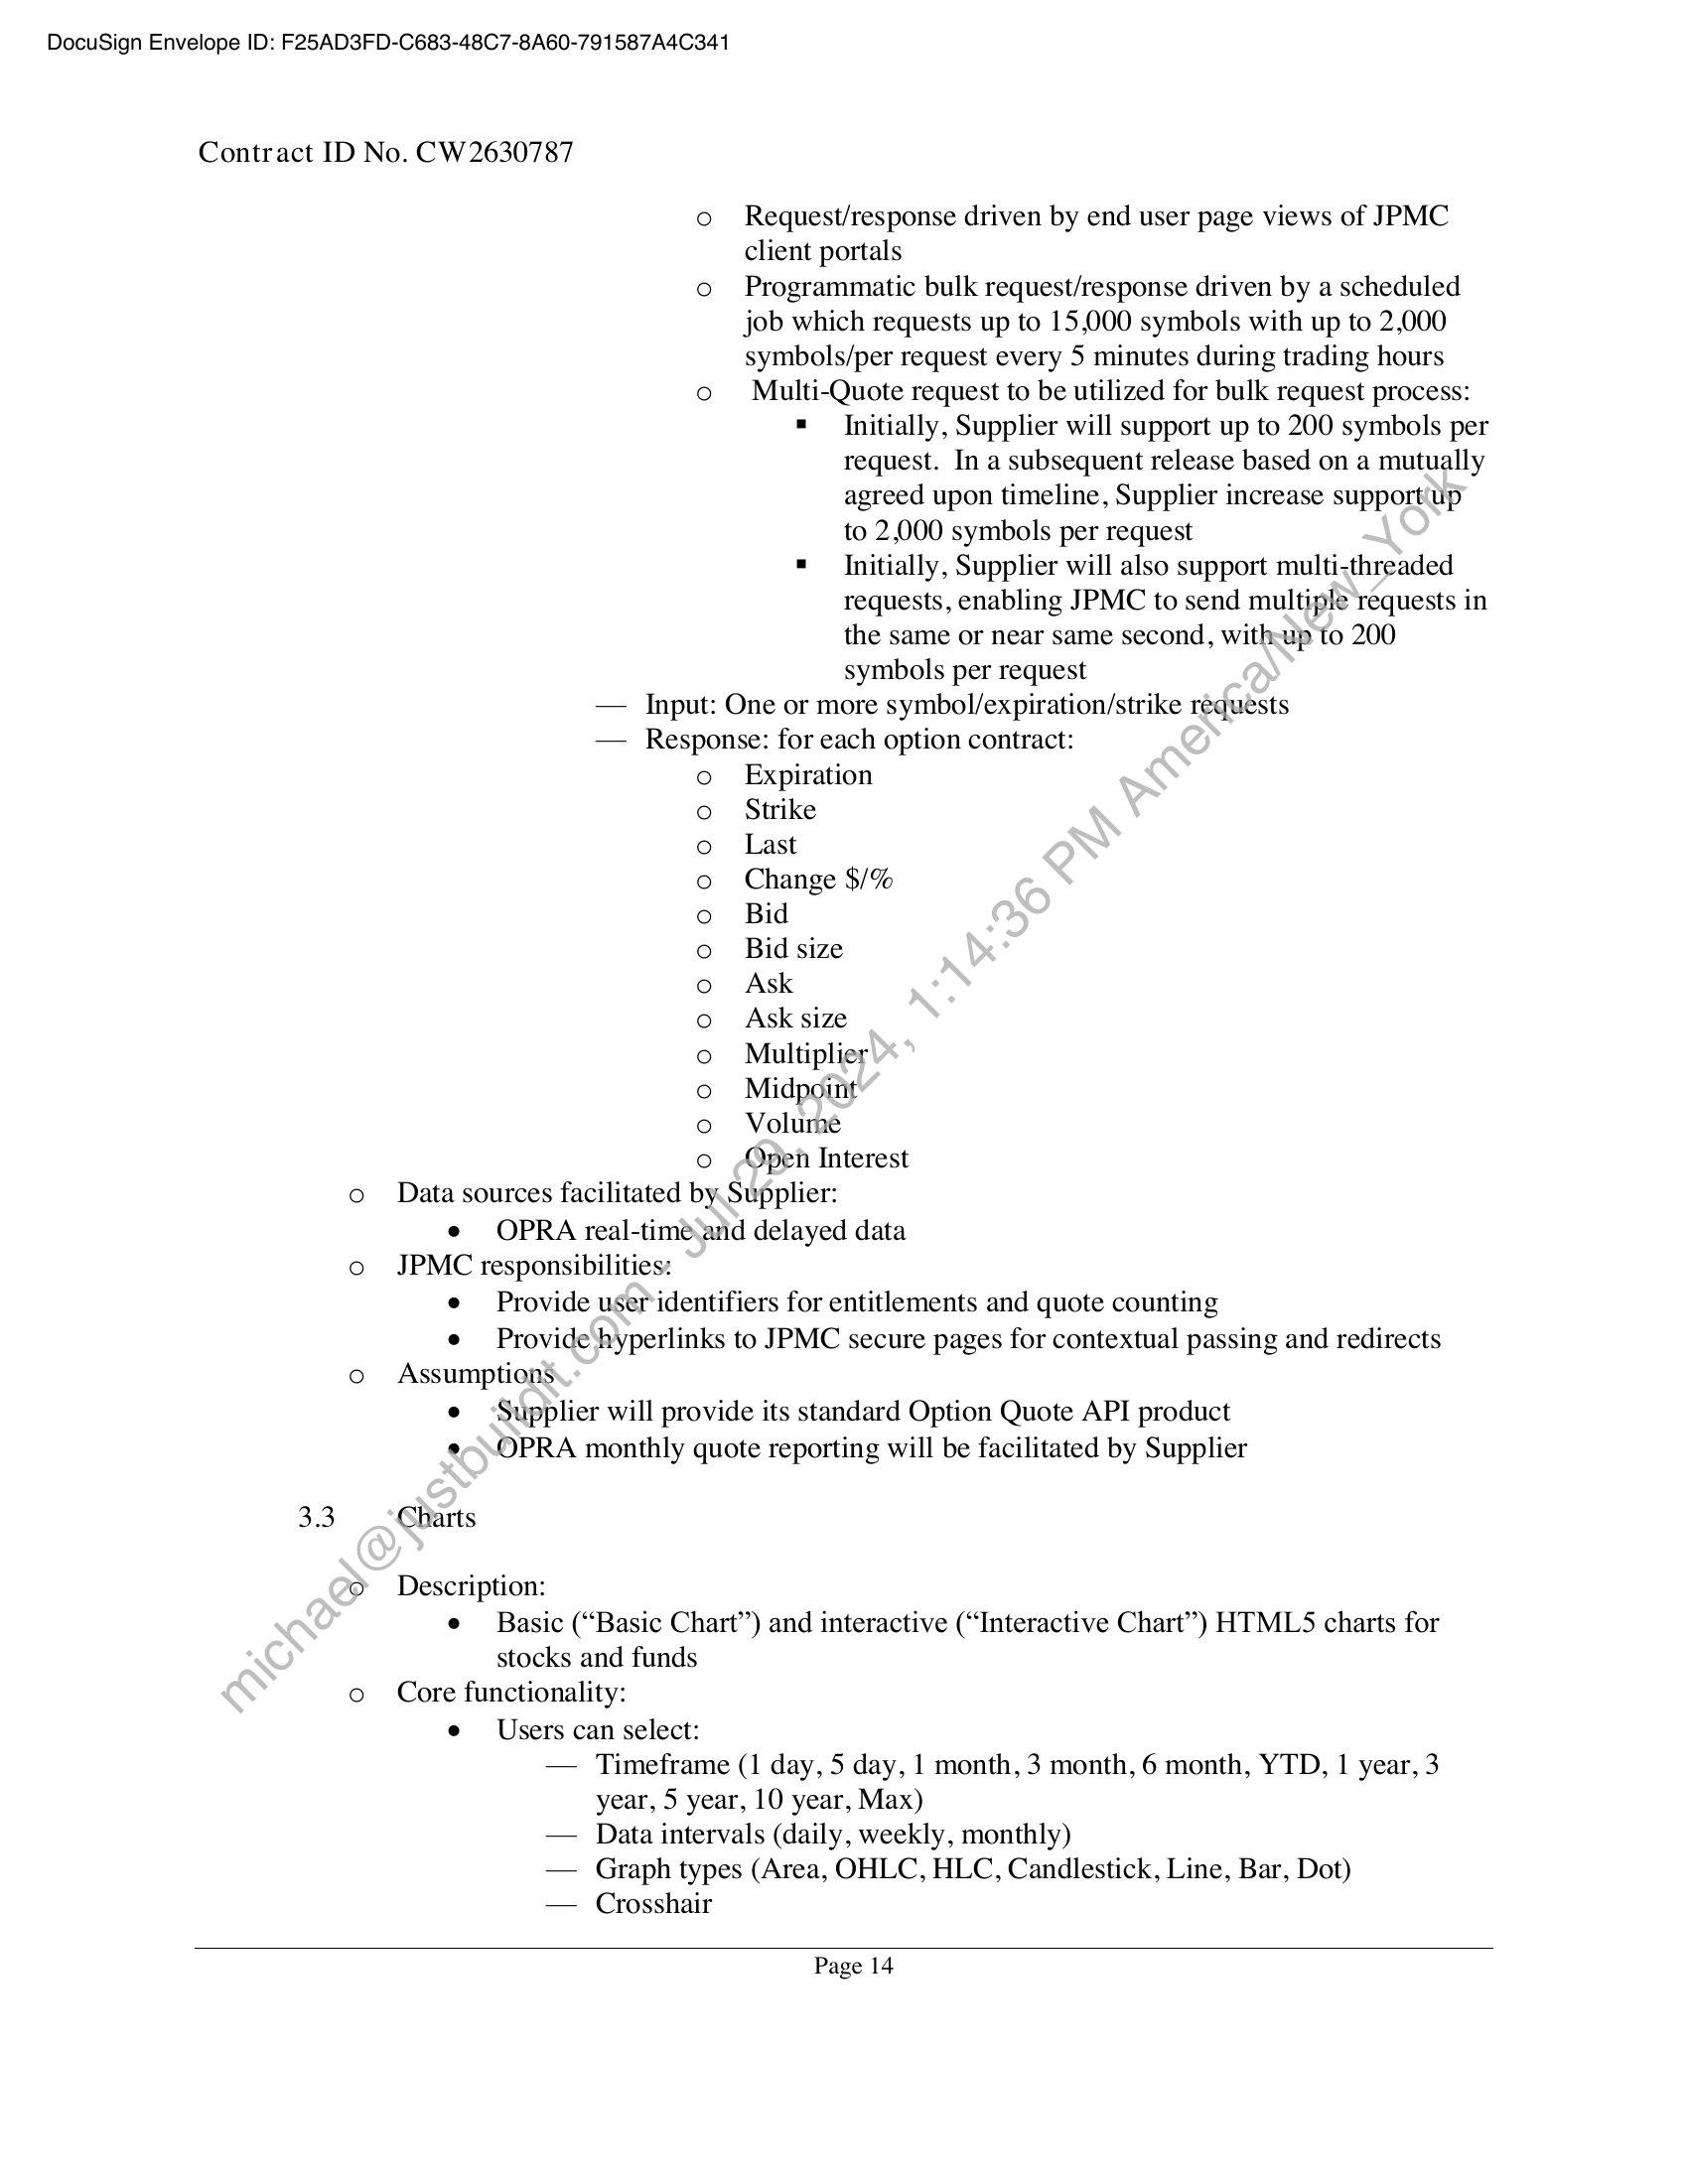 DocuSign Envelope ID: F25AD3FD-C683-48C7-8A60-791587A4C341
Contract ID No. CW2630787
o Request/response driven by end user page views of JPMC
client portals
o Programmatic bulk request/response driven by a scheduled
job which requests up to 15,000 symbols with up to 2,000
symbols/per request every 5 minutes during trading hours
o Multi-Quote request to be utilized for bulk request process:
▪ Initially, Supplier will support up to 200 symbols per
request. In a subsequent release based on a mutually
agreed upon timeline, Supplier increase support up
to 2,000 symbols per request
▪ Initially, Supplier will also support multi-threaded
requests, enabling JPMC to send multiple requests in
the same or near same second, with up to 200
symbols per request
— Input: One or more symbol/expiration/strike requests
— Response: for each option contract:
o Expiration
o Strike
o Last
o Change $/%
o Bid
o Bid size
o Ask
o Ask size
o Multiplier
o Midpoint
o Volume
o Open Interest
o Data sources facilitated by Supplier:
• OPRA real-time and delayed data
o JPMC responsibilities:
• Provide user identifiers for entitlements and quote counting
• Provide hyperlinks to JPMC secure pages for contextual passing and redirects
o Assumptions
• Supplier will provide its standard Option Quote API product
• OPRA monthly quote reporting will be facilitated by Supplier
3.3 Charts
o Description:
• Basic (“Basic Chart”) and interactive (“Interactive Chart”) HTML5 charts for
stocks and funds
o Core functionality:
• Users can select:
— Timeframe (1 day, 5 day, 1 month, 3 month, 6 month, YTD, 1 year, 3
year, 5 year, 10 year, Max)
— Data intervals (daily, weekly, monthly)
— Graph types (Area, OHLC, HLC, Candlestick, Line, Bar, Dot)
— Crosshair
Page 14
michael@justbuildit.com - Jul 29, 2024, 1:14:36 PM America/New_York